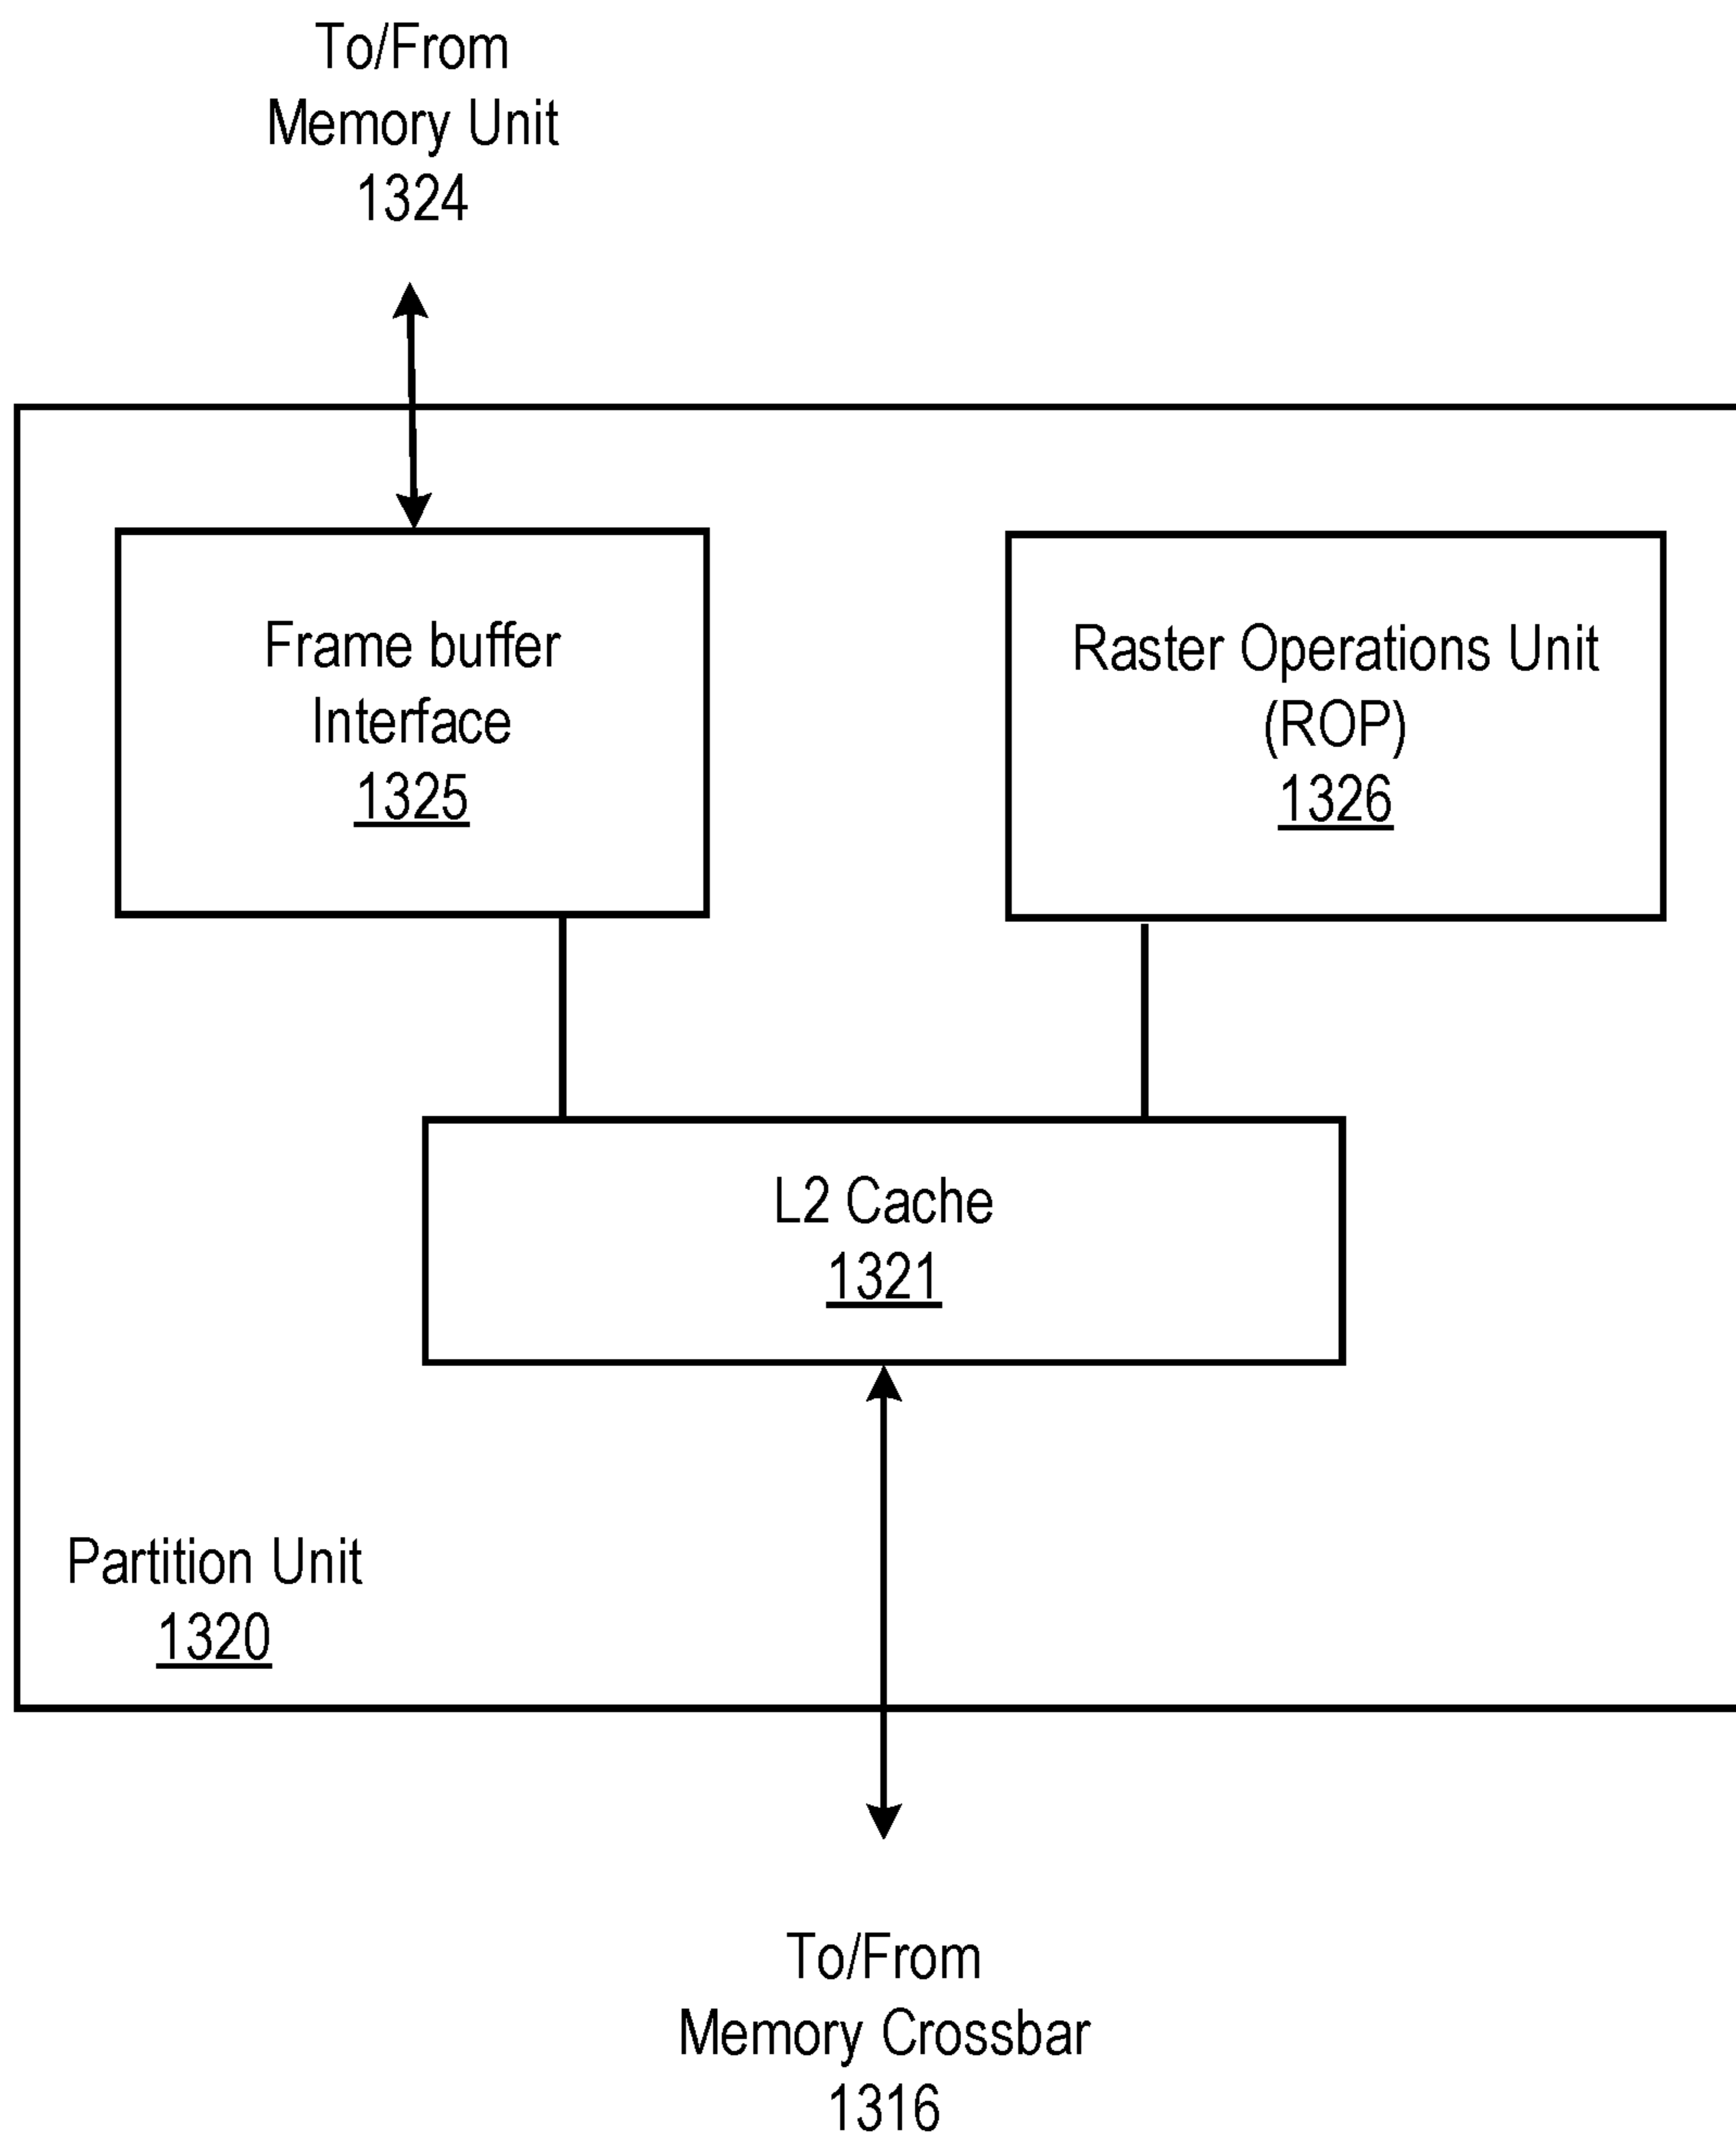 To/From
Memory Unit
1324
Frame buffer
Interface
1325
Raster Operations Unit
(ROP)
1326
L2 Cache
1321
Partition Unit
1320
To/From
Memory Crossbar
1316